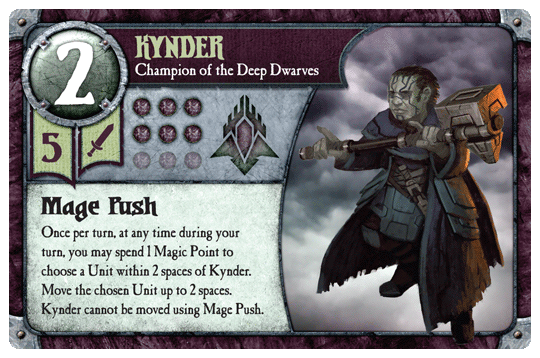 2
KYNDER
Champion of the Deep Dwarves
5
Mage Push
Once per turn, at any time during your
turn, you may spend 1 Magic Point to
choose a Unit within 2 spaces of Kynder.
Move the chosen Unit up to 2 spaces.
Kynder cannot be moved using Mage Push.